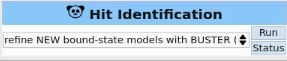 Hit Identification
Run
refine NEW bound-state models with BUSTER (
Status